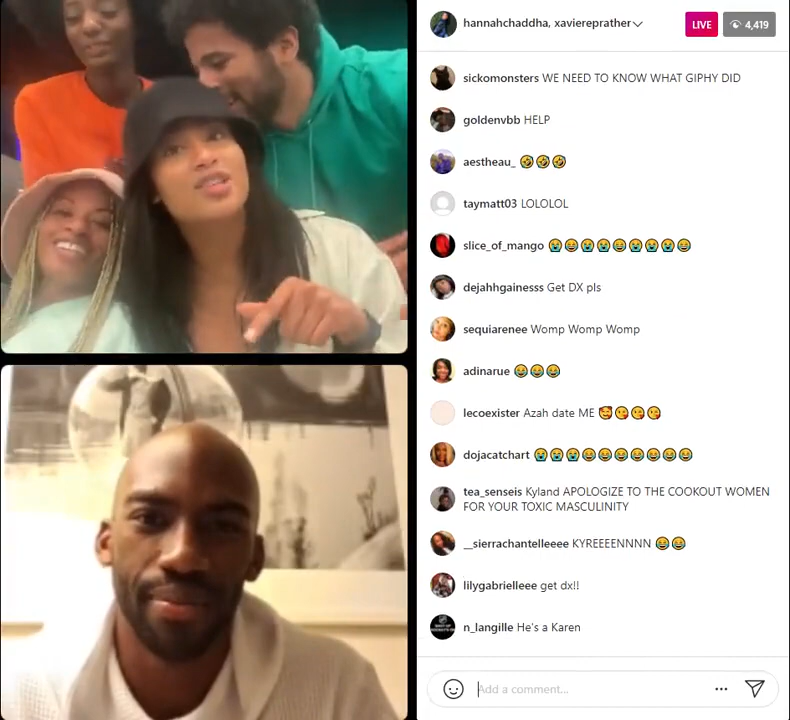 hannahchaddha, xaviereprather
LIVE
4,419
sickomonsters WE NEED TO KNOW WHAT GIPHY DID
goldenvbb HELP
aestheau_ 🤣🤣🤣
taymatt03 LOLOLOL
slice_of_mango 😭😂😭😭😂😭😭😭😂
dejahhgainesss Get DX pls
sequiarenee Womp Womp Womp
adinarue 😂😂😂
lecoexister Azah date ME 🥰😘😘😘
dojacatchart 😭😭😭😂😂😂😂😂😂😂
tea_senseis Kyland APOLOGIZE TO THE COOKOUT WOMEN
FOR YOUR TOXIC MASCULINITY
__sierrachantelleeee KYREEEENNNN 😂😂
lilygabrielleee get dx!!
n_langille He's a Karen
Add a comment...